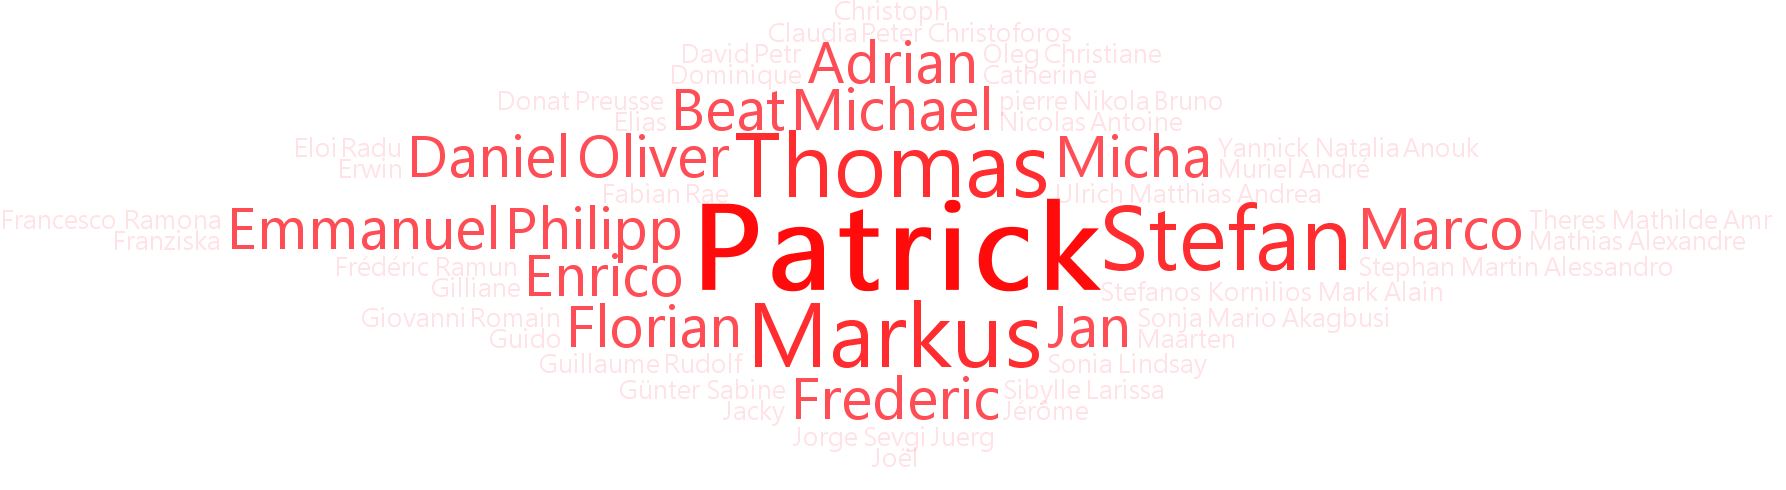 Christoph
Claudia Peter Christoforos
David Petr Adrian Oleg Christiane
Dominique Catherine
Donat Preusse Beat Michael pierre Nikola Bruno
Elias Nicolas Antoine
Eloi Radu Daniel Oliver Thomas Micha Yannick Natalia Anouk
Erwin Muriel André
Fabian Rae Ulrich Matthias Andrea
Francesco Ramona Emmanuel Philipp Patrick Stefan Marco Theres Mathilde Amr
Franziska Mathias Alexandre
Frédéric Ramun Enrico Stephan Martin Alessandro
Gilliane Stefanos Kornilios Mark Alain
Giovanni Romain Florian Markus Jan Sonja Mario Akagbusi
Guido Maarten
Guillaume Rudolf Sonia Lindsay
Günter Sabine Frederic Sibylle Larissa
Jacky Jérôme
Jorge Sevgi Juerg
Joël